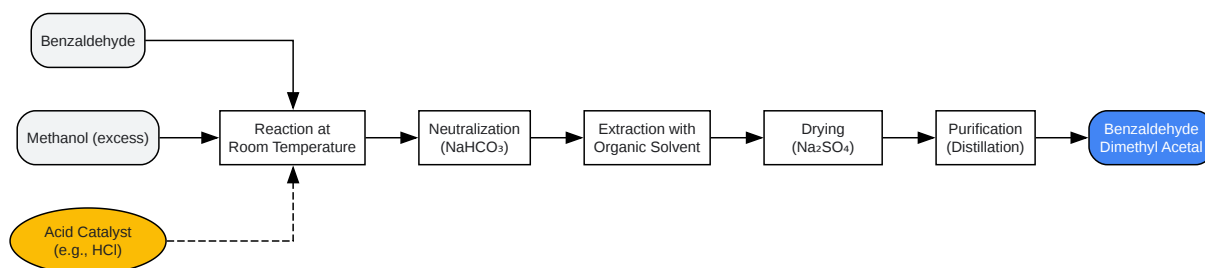 Benzaldehyde
Methanol (excess)
Acid Catalyst
(e.g., HCl)
Reaction at
Room Temperature
Neutralization
(NaHCO₃)
Extraction with
Organic Solvent
Drying
(Na₂SO₄)
Purification
(Distillation)
Benzaldehyde
Dimethyl Acetal